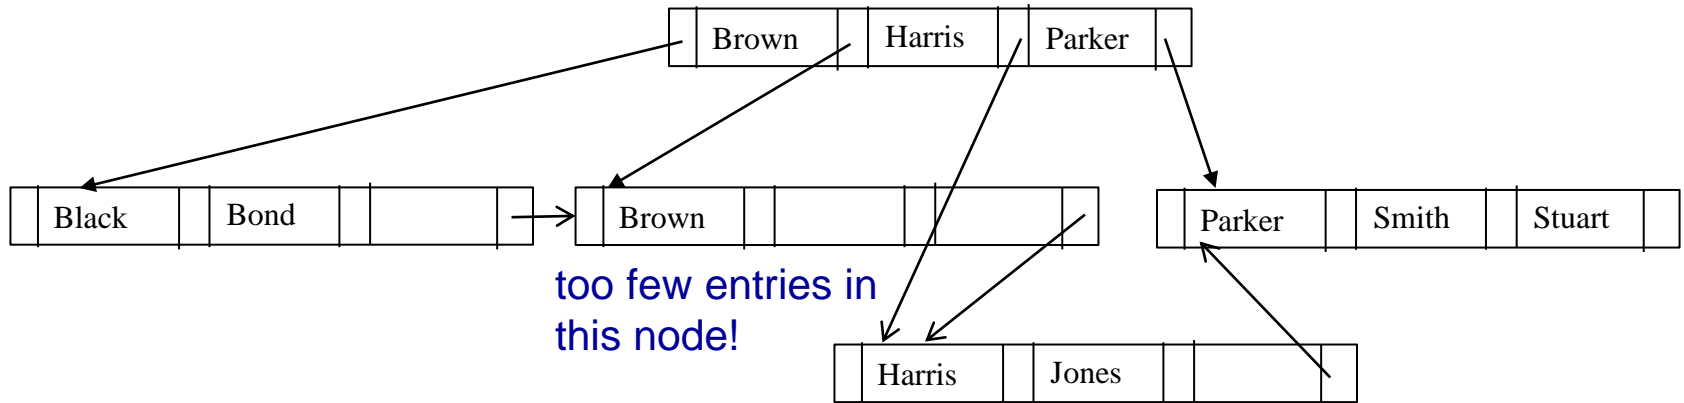 Brown Harris Parker
Black Bond
Brown
Parker Smith Stuart
too few entries in
this node!
Harris Jones